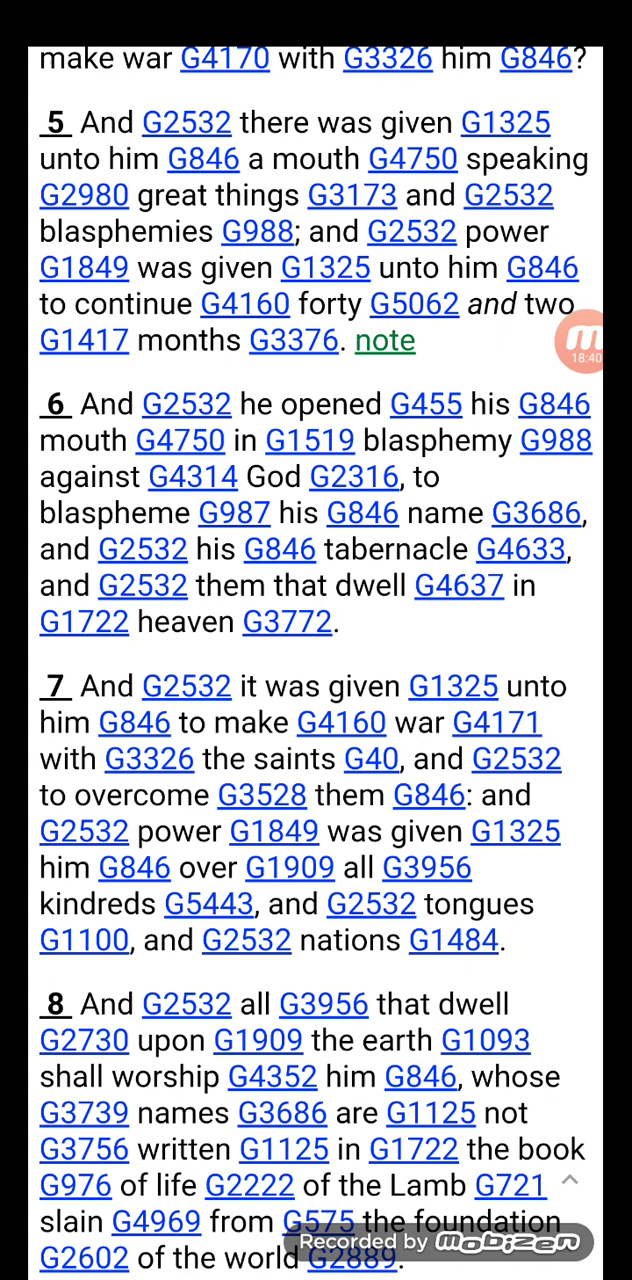 make war G4170 with G3326 him G846?
5 And G2532 there was given G1325
unto him G846 a mouth G4750 speaking
G2980 great things G3173 and G2532
blasphemies G988; and G2532 power
G1849 was given G1325 unto him G846
to continue G4160 forty G5062 and two
G1417 months G3376. note
18:40
6 And G2532 he opened G455 his G846
mouth G4750 in G1519 blasphemy G988
against G4314 God G2316, to
blaspheme G987 his G846 name G3686,
and G2532 his G846 tabernacle G4633,
and G2532 them that dwell G4637 in
G1722 heaven G3772.
7 And G2532 it was given G1325 unto
him G846 to make G4160 war G4171
with G3326 the saints G40, and G2532
to overcome G3528 them G846: and
G2532 power G1849 was given G1325
him G846 over G1909 all G3956
kindreds G5443, and G2532 tongues
G1100, and G2532 nations G1484.
8 And G2532 all G3956 that dwell
G2730 upon G1909 the earth G1093
shall worship G4352 him G846, whose
G3739 names G3686 are G1125 not
G3756 written G1125 in G1722 the book
G976 of life G2222 of the Lamb G721
slain G4969 from G575 the foundation
G2602 of the world G2889.
Recorded by mobizen